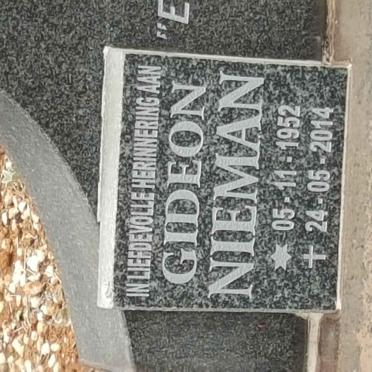 "E
IN LIEFDEVOLLE HERINNERING AAN
GIDEON
NIEMAN
* 05-11-1952
† 24-05-2014